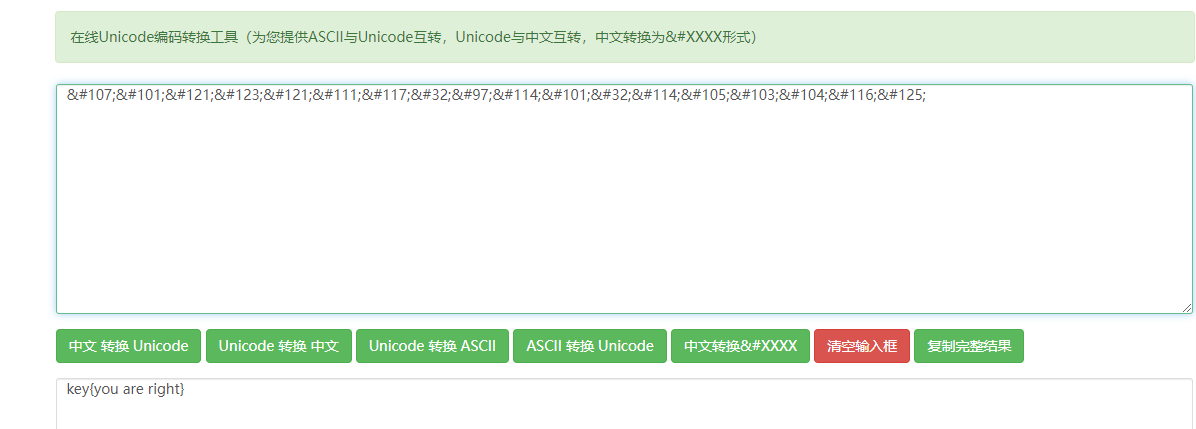 在线Unicode编码转换工具（为您提供ASCII与Unicode互转，Unicode与中文互转，中文转换为&#XXXX形式）
&#107;&#101;&#121;&#123;&#121;&#111;&#117;&#32;&#97;&#114;&#101;&#32;&#114;&#105;&#103;&#104;&#116;&#125;
中文 转换 Unicode Unicode 转换 中文 Unicode 转换 ASCII ASCII 转换 Unicode 中文转换&#XXXX 清空输入框 复制完整结果
key{you are right}